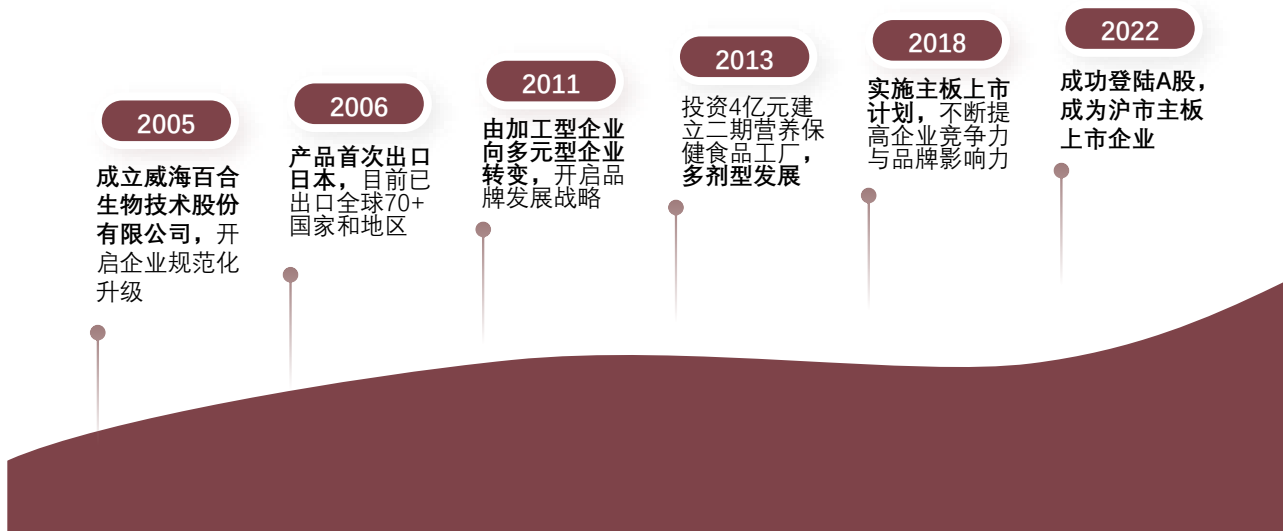 2005
成立威海百合
生物技术股份
有限公司，开
启企业规范化
升级
2006
产品首次出口
日本，目前已
出口全球70+
国家和地区
2011
由加工型企业
向多元型企业
转变，开启品
牌发展战略
2013
投资4亿元建
立二期营养保
健食品工厂，
多剂型发展
2018
实施主板上市
计划，不断提
高企业竞争力
与品牌影响力
2022
成功登陆A股，
成为沪市主板
上市企业